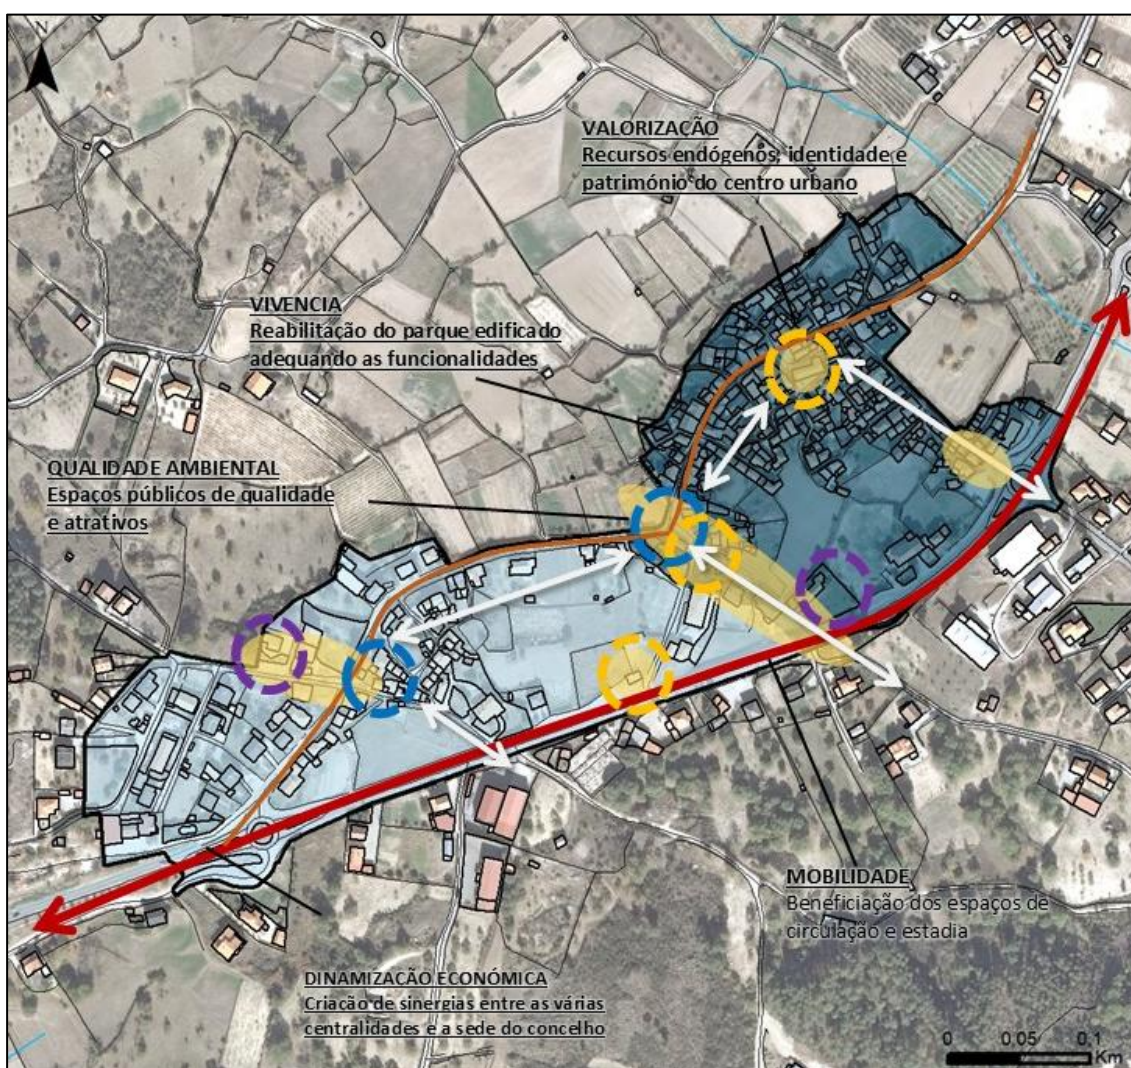 N
VALORIZAÇÃO
Recursos endógenos, identidade e
património do centro urbano
VIVENCIA
Reabilitação do parque edificado
adequando as funcionalidades
QUALIDADE AMBIENTAL
Espaços públicos de qualidade
e atrativos
MOBILIDADE
Beneficiação dos espaços de
circulação e estadia
DINAMIZAÇÃO ECONÓMICA
Criação de sinergias entre as várias
centralidades e a sede do concelho
0 0.05 0.1
Km